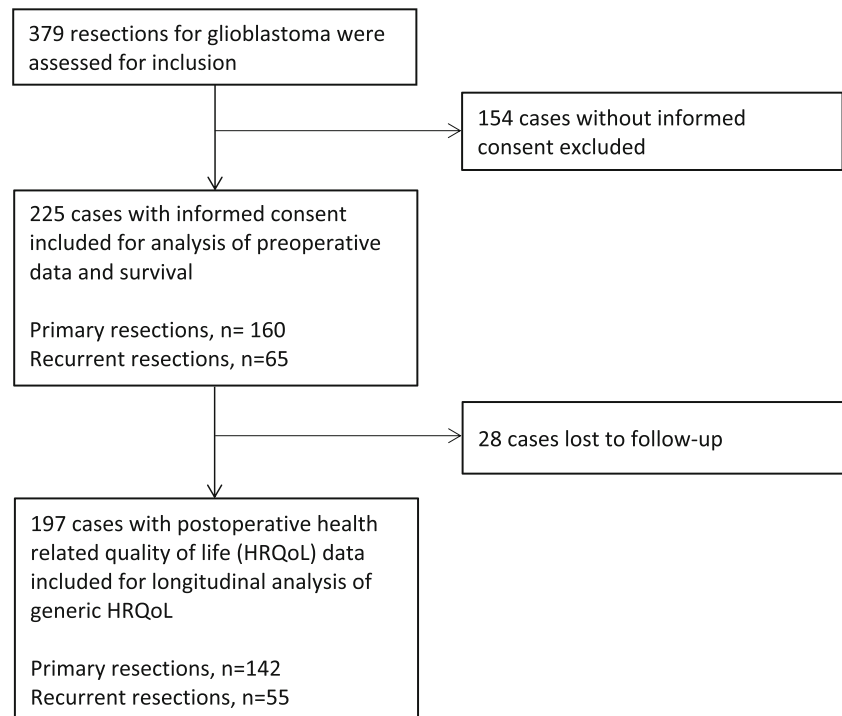 379 resections for glioblastoma were
assessed for inclusion
154 cases without informed
consent excluded
225 cases with informed consent
included for analysis of preoperative
data and survival
Primary resections, n= 160
Recurrent resections, n=65
28 cases lost to follow-up
197 cases with postoperative health
related quality of life (HRQoL) data
included for longitudinal analysis of
generic HRQoL
Primary resections, n=142
Recurrent resections, n=55